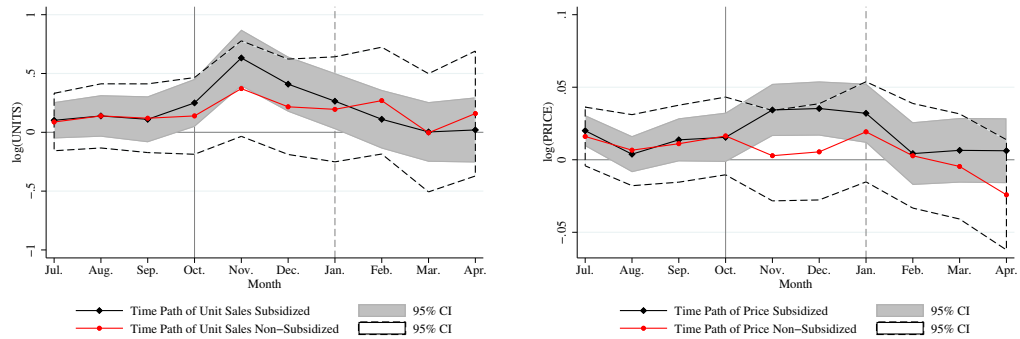 log(UNITS)
1
.5
0
-.5
-1
Jul. Aug. Sep. Oct. Nov. Dec. Jan. Feb. Mar. Apr.
Month
Time Path of Unit Sales Subsidized 95% CI
Time Path of Unit Sales Non-Subsidized 95% CI
log(PRICE)
.1
.05
0
-.05
Jul. Aug. Sep. Oct. Nov. Dec. Jan. Feb. Mar. Apr.
Month
Time Path of Price Subsidized 95% CI
Time Path of Price Non-Subsidized 95% CI